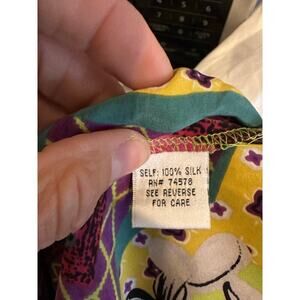 SELF: 100% SILK
RN# 74578
SEE REVERSE
FOR CARE